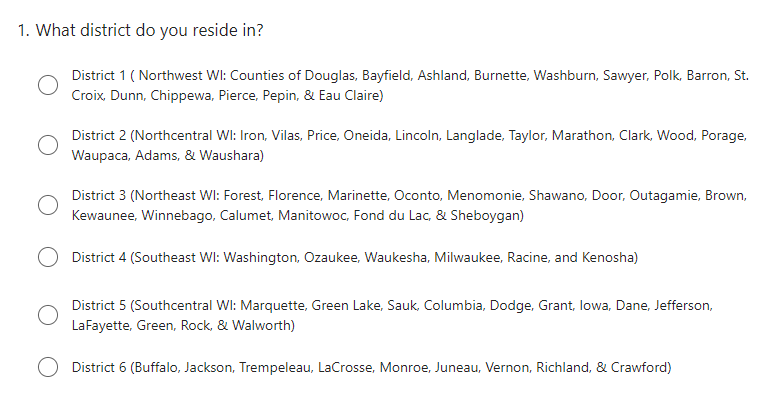 1. What district do you reside in?
District 1 ( Northwest WI: Counties of Douglas, Bayfield, Ashland, Burnette, Washburn, Sawyer, Polk, Barron, St.
Croix, Dunn, Chippewa, Pierce, Pepin, & Eau Claire)
District 2 (Northcentral WI: Iron, Vilas, Price, Oneida, Lincoln, Langlade, Taylor, Marathon, Clark, Wood, Porage,
Waupaca, Adams, & Waushara)
District 3 (Northeast WI: Forest, Florence, Marinette, Oconto, Menomonie, Shawano, Door, Outagamie, Brown,
Kewaunee, Winnebago, Calumet, Manitowoc, Fond du Lac, & Sheboygan)
District 4 (Southeast WI: Washington, Ozaukee, Waukesha, Milwaukee, Racine, and Kenosha)
District 5 (Southcentral WI: Marquette, Green Lake, Sauk, Columbia, Dodge, Grant, Iowa, Dane, Jefferson,
LaFayette, Green, Rock, & Walworth)
District 6 (Buffalo, Jackson, Trempeleau, LaCrosse, Monroe, Juneau, Vernon, Richland, & Crawford)